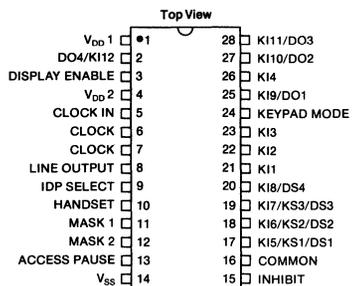 Top View
V_DD 1 •1 28 KI11/DO3
DO4/KI12 2 27 KI10/DO2
DISPLAY ENABLE 3 26 KI4
V_DD 2 4 25 KI9/DO1
CLOCK IN 5 24 KEYPAD MODE
CLOCK 6 23 KI3
CLOCK 7 22 KI2
LINE OUTPUT 8 21 KI1
IDP SELECT 9 20 KI8/DS4
HANDSET 10 19 KI7/KS3/DS3
MASK 1 11 18 KI6/KS2/DS2
MASK 2 12 17 KI5/KS1/DS1
ACCESS PAUSE 13 16 COMMON
V_SS 14 15 INHIBIT